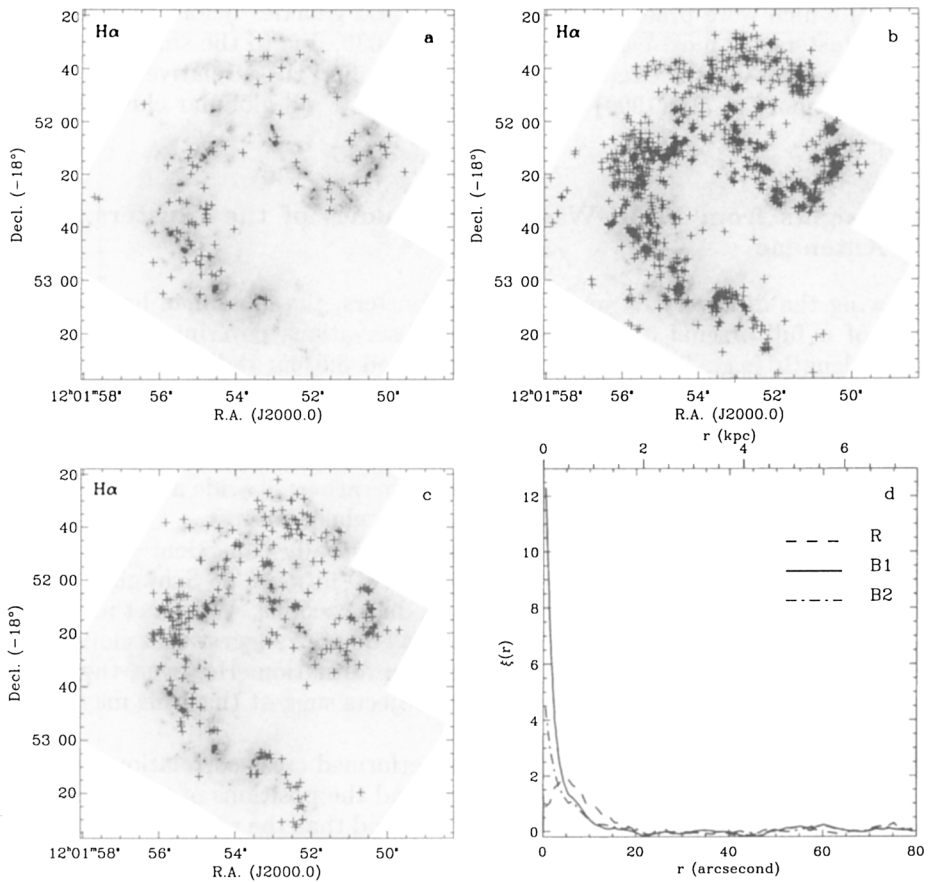 Hα
a
20
40
52 00
20
40
53 00
20
Decl. (−18°)
12ʰ01ᵐ58ˢ 56ˢ 54ˢ 52ˢ 50ˢ
R.A. (J2000.0)
Hα
b
20
40
52 00
20
40
53 00
20
Decl. (−18°)
12ʰ01ᵐ58ˢ 56ˢ 54ˢ 52ˢ 50ˢ
R.A. (J2000.0)
Hα
c
20
20
40
52 00
20
40
53 00
20
Decl. (−18°)
12ʰ01ᵐ58ˢ 56ˢ 54ˢ 52ˢ 50ˢ
R.A. (J2000.0)
r (kpc)
0 2 4 6
d
R
B1
B2
12
10
8
6
4
2
0
ξ(r)
0 20 40 60 80
r (arcsecond)